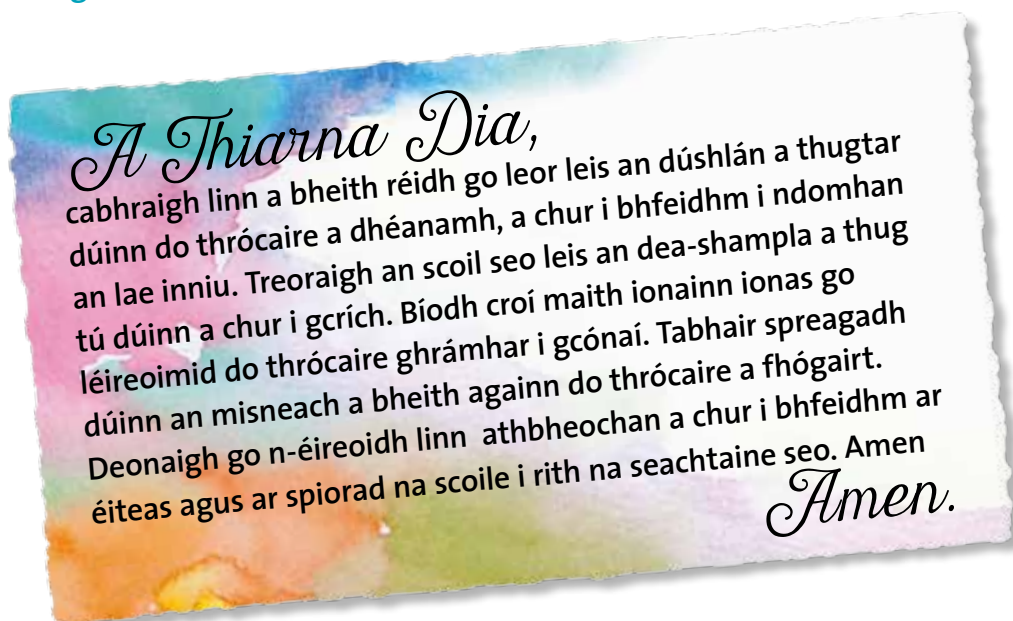 A Thiarna Dia,
cabhraigh linn a bheith réidh go leor leis an dúshlán a thugtar
dúinn do thrócaire a dhéanamh, a chur i bhfeidhm i ndomhan
an lae inniu. Treoraigh an scoil seo leis an dea-shampla a thug
tú dúinn a chur i gcrích. Bíodh croí maith ionainn ionas go
léireoimid do thrócaire ghrámhar i gcónaí. Tabhair spreagadh
dúinn an misneach a bheith againn do thrócaire a fhógairt.
Deonaigh go n-éireoidh linn athbheochan a chur i bhfeidhm ar
éiteas agus ar spiorad na scoile i rith na seachtaine seo. Amen
Amen.